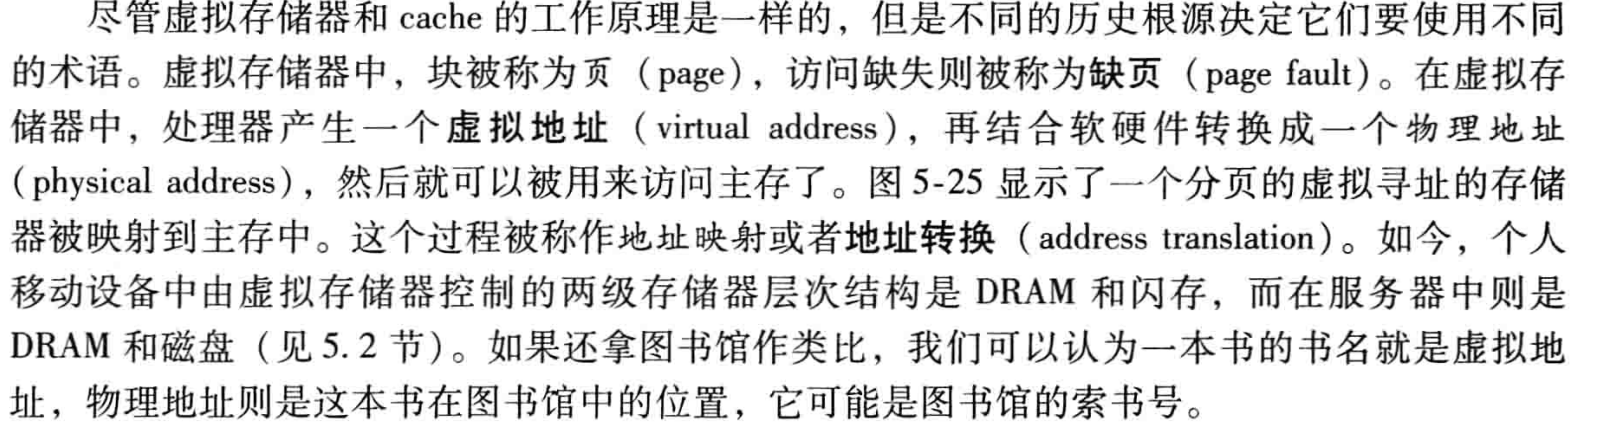 尽管虚拟存储器和 cache 的工作原理是一样的，但是不同的历史根源决定它们要使用不同
的术语。虚拟存储器中，块被称为页（page），访问缺失则被称为缺页（page fault）。在虚拟存
储器中，处理器产生一个虚拟地址（virtual address），再结合软硬件转换成一个物理地址
（physical address），然后就可以被用来访问主存了。图 5-25 显示了一个分页的虚拟寻址的存储
器被映射到主存中。这个过程被称作地址映射或者地址转换（address translation）。如今，个人
移动设备中由虚拟存储器控制的两级存储器层次结构是 DRAM 和闪存，而在服务器中则是
DRAM 和磁盘（见 5. 2 节）。如果还拿图书馆作类比，我们可以认为一本书的书名就是虚拟地
址，物理地址则是这本书在图书馆中的位置，它可能是图书馆的索书号。